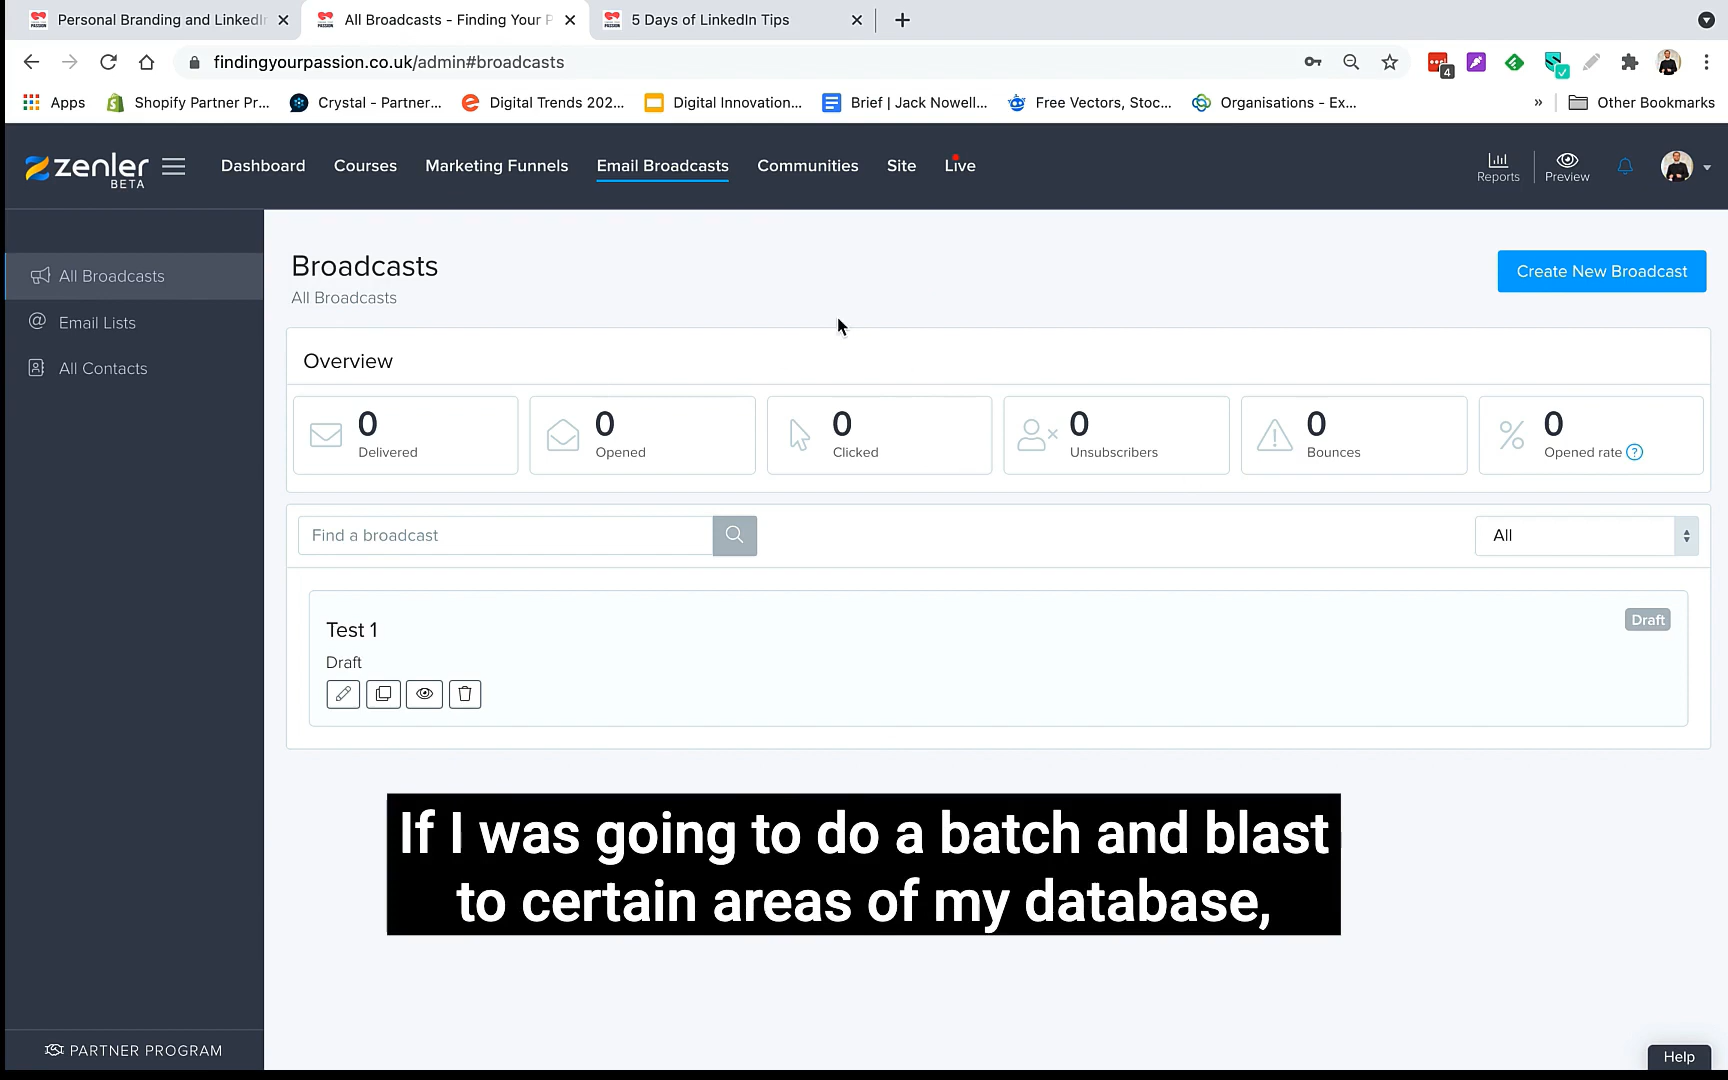 Personal Branding and LinkedIn
All Broadcasts - Finding Your P
5 Days of LinkedIn Tips
findingyourpassion.co.uk/admin#broadcasts
4
Apps
Shopify Partner Pr...
Crystal - Partner...
Digital Trends 202...
Digital Innovation...
Brief | Jack Nowell...
Free Vectors, Stoc...
Organisations - Ex...
»
Other Bookmarks
zenler
BETA
Dashboard
Courses
Marketing Funnels
Email Broadcasts
Communities
Site
Live
Reports
Preview
All Broadcasts
Email Lists
All Contacts
Broadcasts
All Broadcasts
Create New Broadcast
Overview
0
Delivered
0
Opened
0
Clicked
0
Unsubscribers
0
Bounces
0
Opened rate ?
Find a broadcast
All
Test 1
Draft
Draft
If I was going to do a batch and blast
to certain areas of my database,
PARTNER PROGRAM
Help